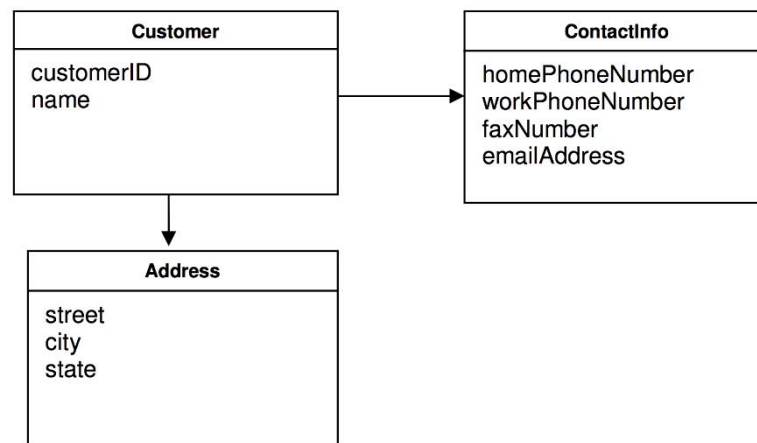 Customer
customerID
name
ContactInfo
homePhoneNumber
workPhoneNumber
faxNumber
emailAddress
Address
street
city
state